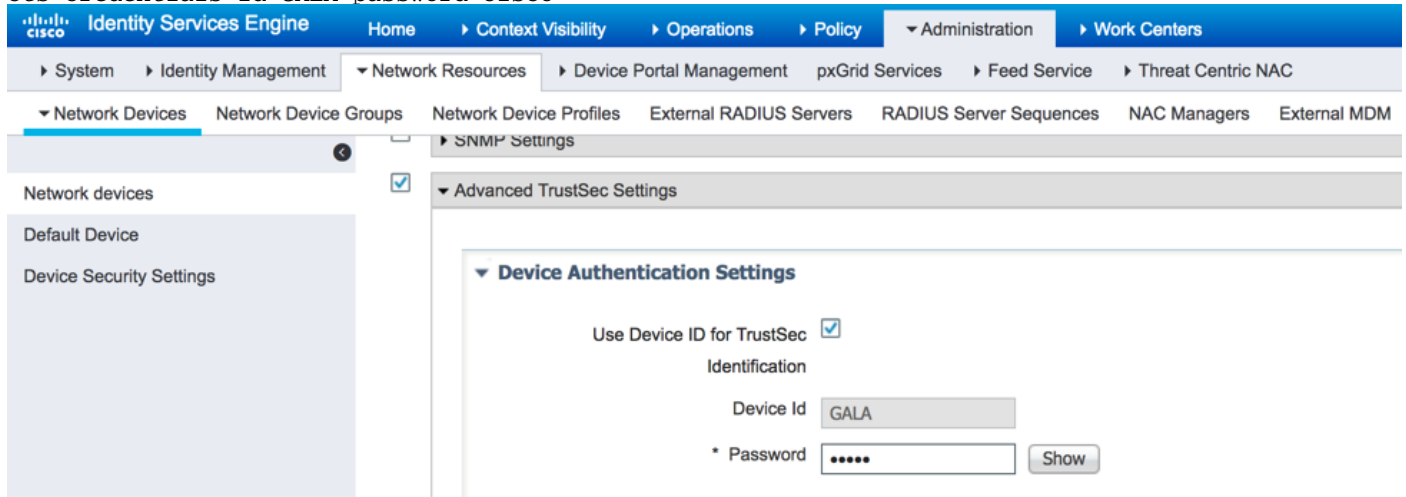 cisco Identity Services Engine Home Context Visibility Operations Policy Administration Work Centers
System Identity Management Network Resources Device Portal Management pxGrid Services Feed Service Threat Centric NAC
Network Devices Network Device Groups Network Device Profiles External RADIUS Servers RADIUS Server Sequences NAC Managers External MDM
SNMP Settings
Network devices
Advanced TrustSec Settings
Default Device
Device Security Settings
Device Authentication Settings
Use Device ID for TrustSec
Identification
Device Id GALA
* Password ••••• Show